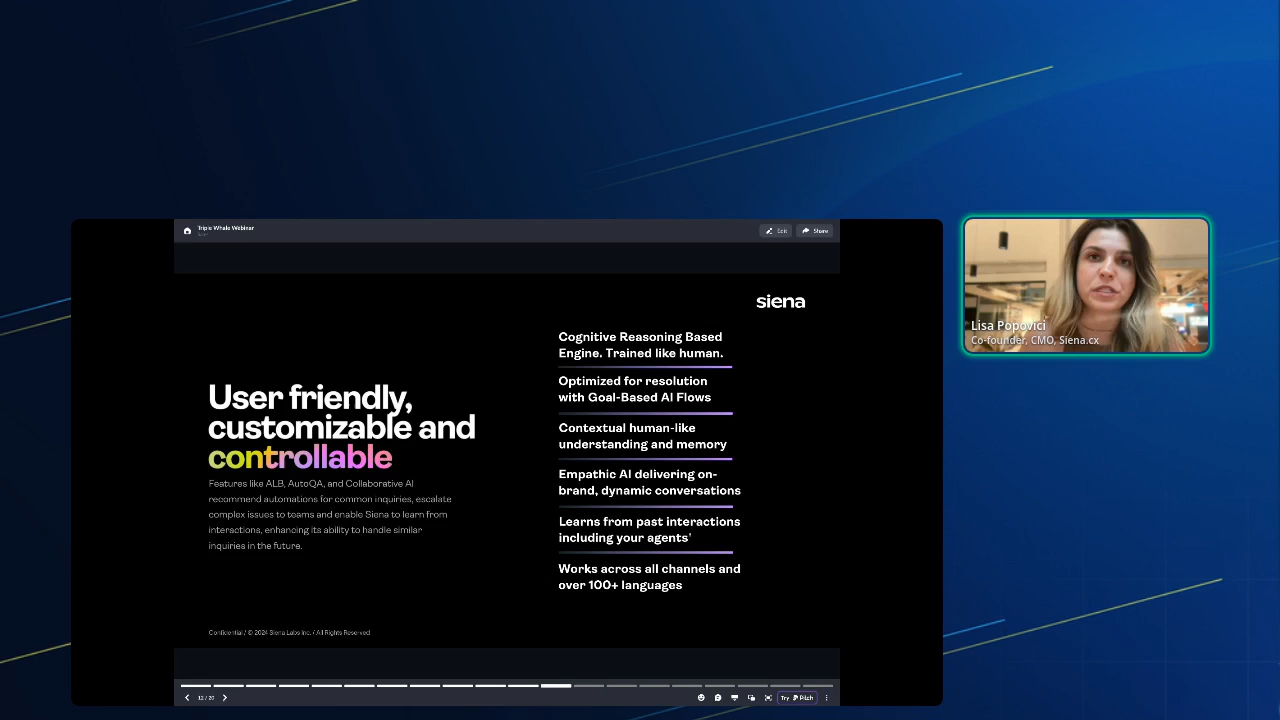 Triple Whale Webinar
Edit
Share
siena
User friendly,
customizable and
controllable
Features like ALB, AutoQA, and Collaborative AI
recommend automations for common inquiries, escalate
complex issues to teams and enable Siena to learn from
interactions, enhancing its ability to handle similar
inquiries in the future.
Cognitive Reasoning Based
Engine. Trained like human.
Optimized for resolution
with Goal-Based AI Flows
Contextual human-like
understanding and memory
Empathic AI delivering on-
brand, dynamic conversations
Learns from past interactions
including your agents'
Works across all channels and
over 100+ languages
Confidential / © 2024 Siena Labs Inc. / All Rights Reserved
12 / 20
Try Pitch
Lisa Popovici
Co-founder, CMO, Siena.cx